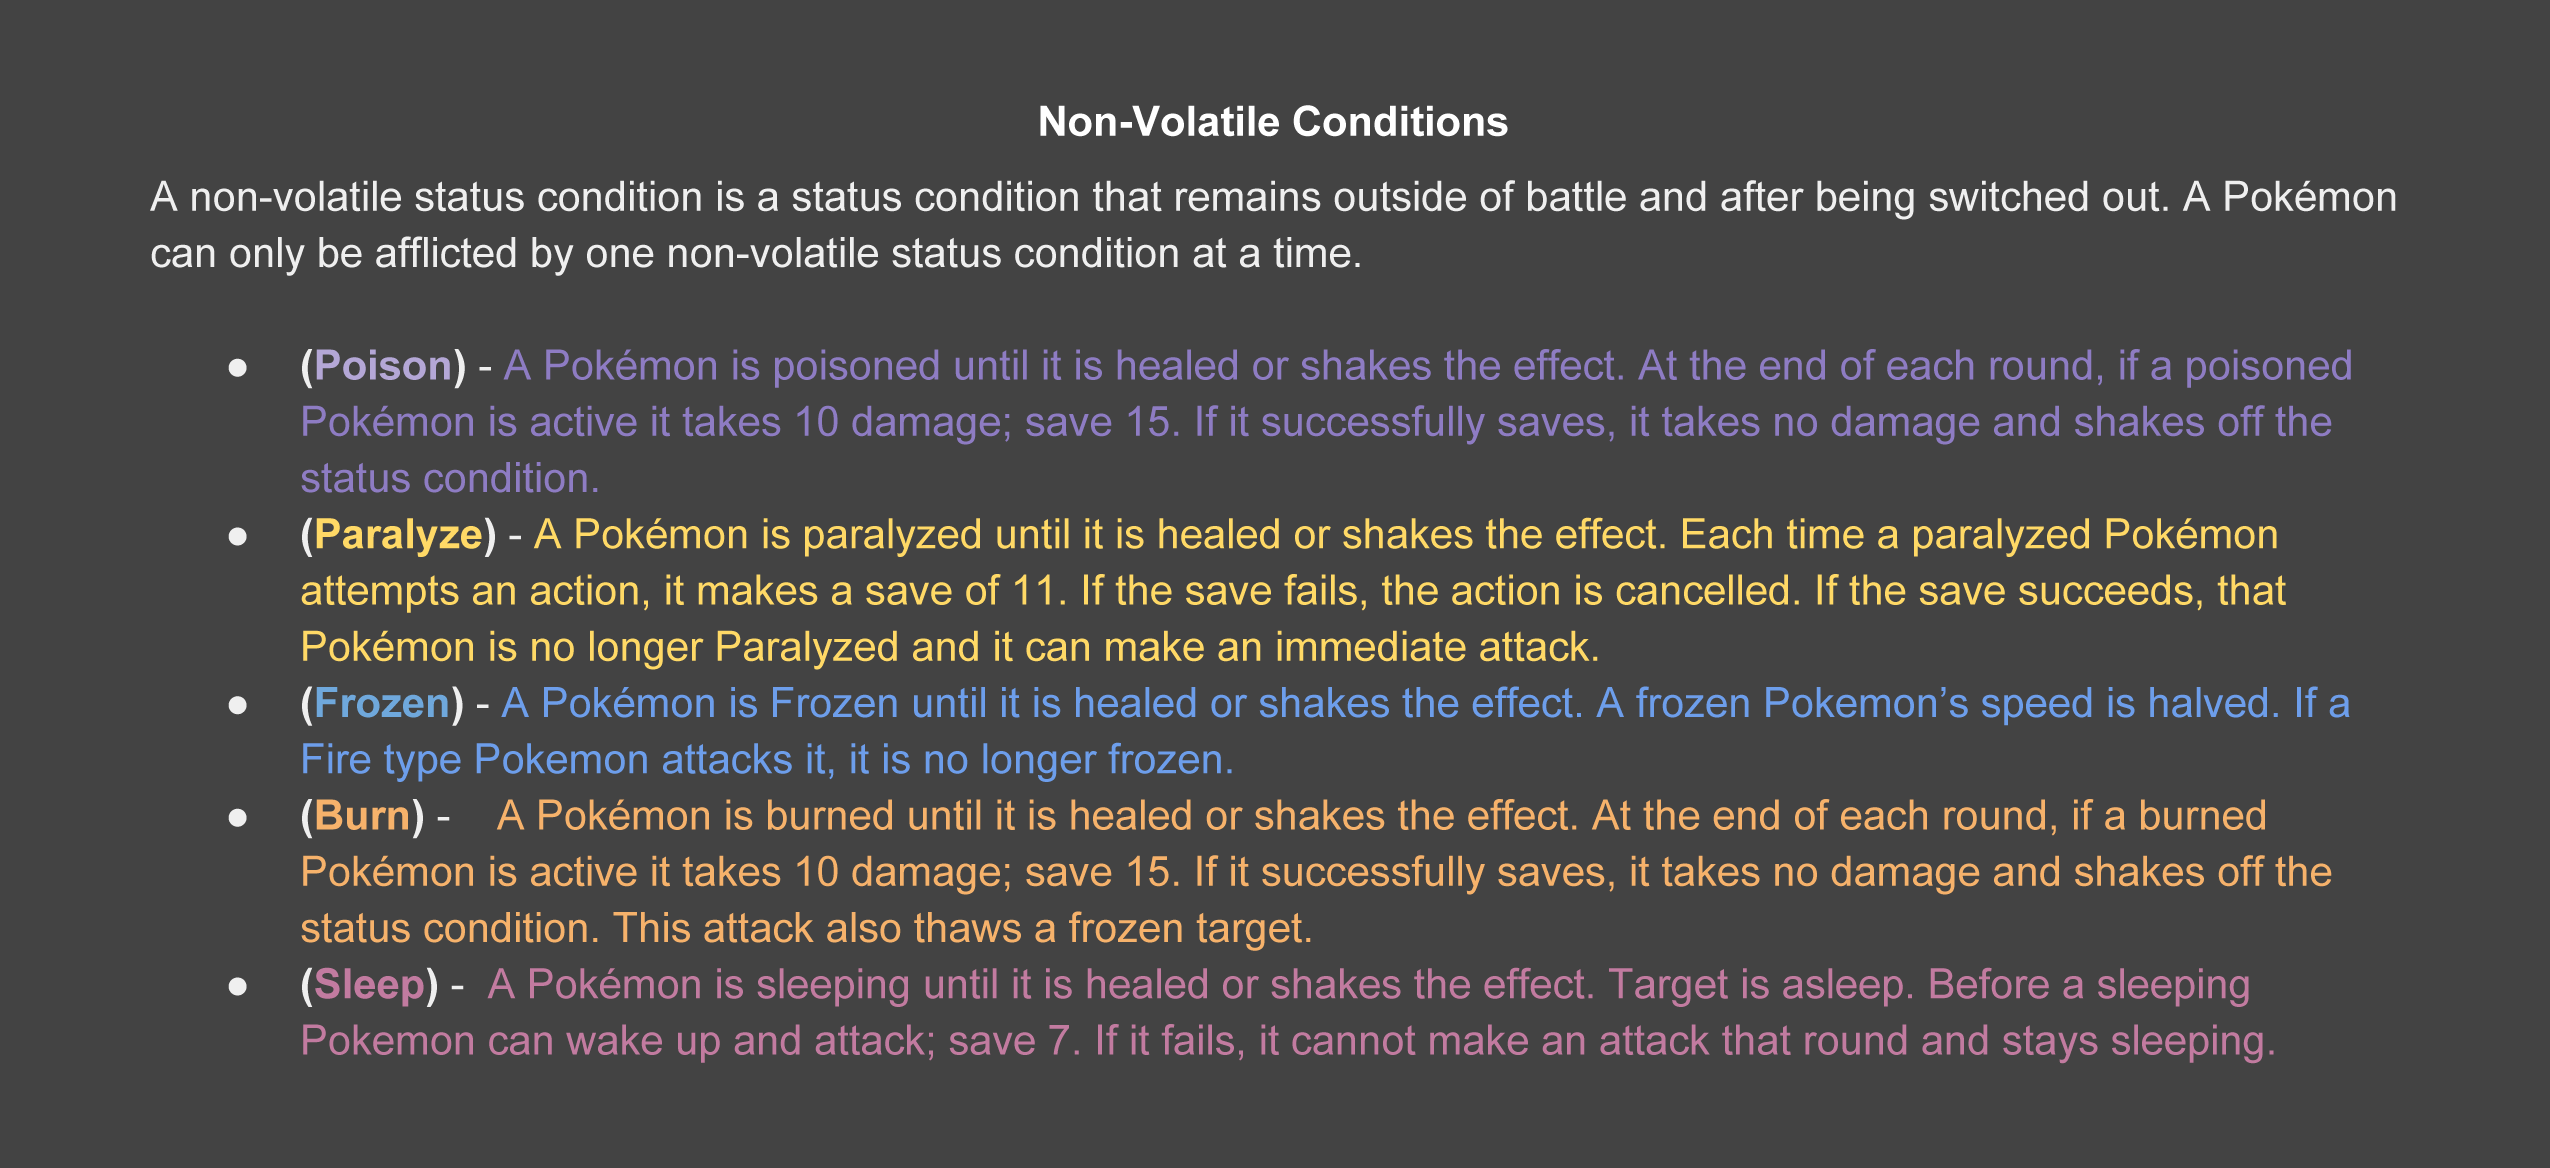 Non-Volatile Conditions
A non-volatile status condition is a status condition that remains outside of battle and after being switched out. A Pokémon
can only be afflicted by one non-volatile status condition at a time.
● (Poison) - A Pokémon is poisoned until it is healed or shakes the effect. At the end of each round, if a poisoned
Pokémon is active it takes 10 damage; save 15. If it successfully saves, it takes no damage and shakes off the
status condition.
● (Paralyze) - A Pokémon is paralyzed until it is healed or shakes the effect. Each time a paralyzed Pokémon
attempts an action, it makes a save of 11. If the save fails, the action is cancelled. If the save succeeds, that
Pokémon is no longer Paralyzed and it can make an immediate attack.
● (Frozen) - A Pokémon is Frozen until it is healed or shakes the effect. A frozen Pokemon’s speed is halved. If a
Fire type Pokemon attacks it, it is no longer frozen.
● (Burn) - A Pokémon is burned until it is healed or shakes the effect. At the end of each round, if a burned
Pokémon is active it takes 10 damage; save 15. If it successfully saves, it takes no damage and shakes off the
status condition. This attack also thaws a frozen target.
● (Sleep) - A Pokémon is sleeping until it is healed or shakes the effect. Target is asleep. Before a sleeping
Pokemon can wake up and attack; save 7. If it fails, it cannot make an attack that round and stays sleeping.